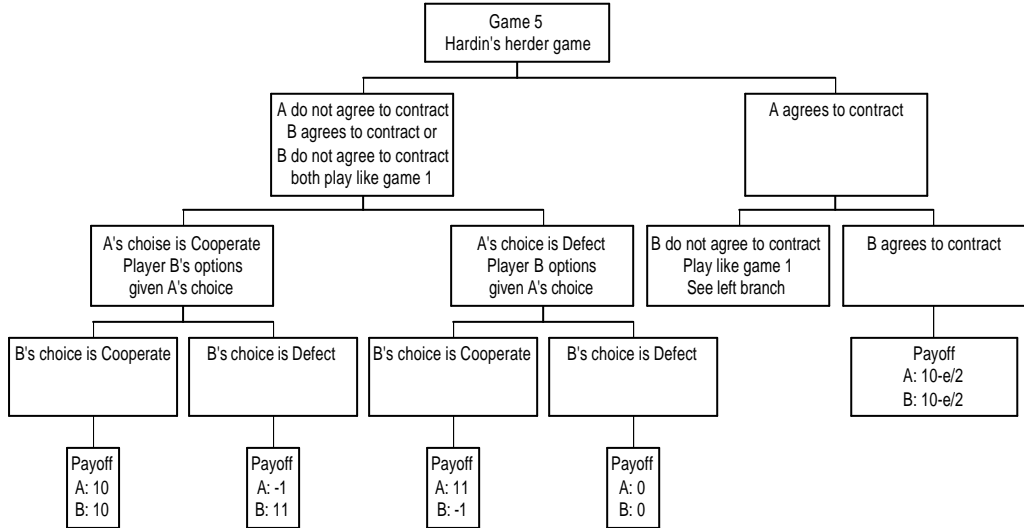 Game 5
Hardin's herder game
A do not agree to contract
B agrees to contract or
B do not agree to contract
both play like game 1
A agrees to contract
A's choise is Cooperate
Player B's options
given A's choice
A's choice is Defect
Player B options
given A's choice
B do not agree to contract
Play like game 1
See left branch
B agrees to contract
B's choice is Cooperate
B's choice is Defect
B's choice is Cooperate
B's choice is Defect
Payoff
A: 10-e/2
B: 10-e/2
Payoff
A: 10
B: 10
Payoff
A: -1
B: 11
Payoff
A: 11
B: -1
Payoff
A: 0
B: 0